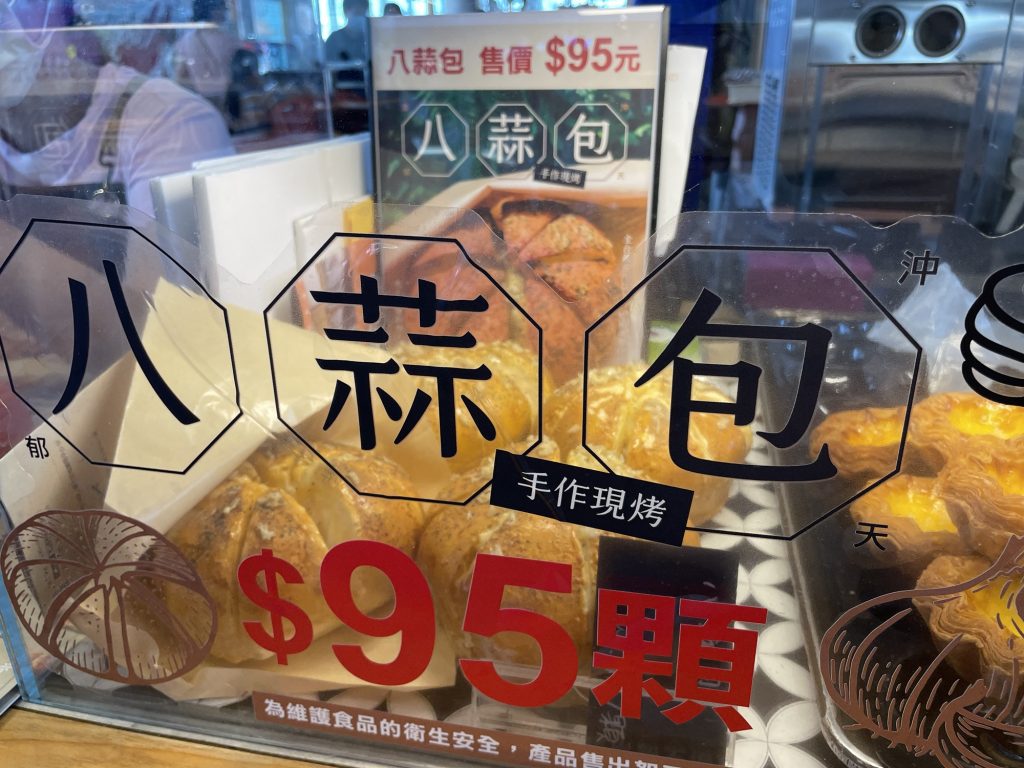 八蒜包 售價 $95元
八蒜包
手作現烤
天
八蒜包
沖
郁
手作現烤
天
$95顆
為維護食品的衛生安全，產品售出